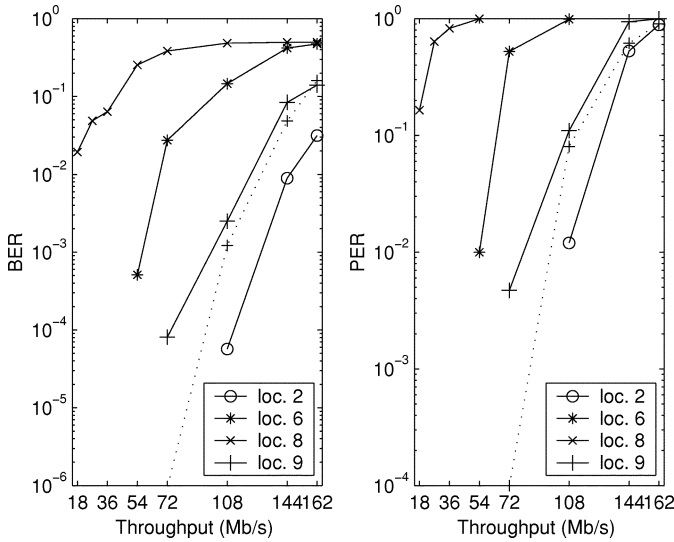 10^0
10^-1
10^-2
10^-3
10^-4
10^-5
10^-6
BER
18 36 54 72 108 144162
Throughput (Mb/s)
loc. 2
loc. 6
loc. 8
loc. 9
10^0
10^-1
10^-2
10^-3
10^-4
PER
18 36 54 72 108 144162
Throughput (Mb/s)
loc. 2
loc. 6
loc. 8
loc. 9